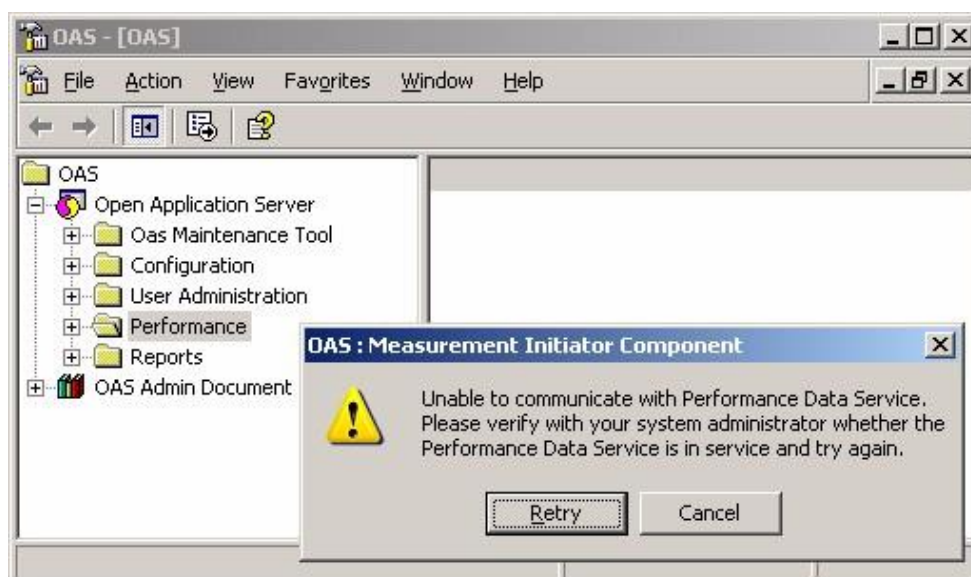 OAS - [OAS]
File Action View Favorites Window Help
OAS
Open Application Server
Oas Maintenance Tool
Configuration
User Administration
Performance
Reports
OAS Admin Document
OAS : Measurement Initiator Component
Unable to communicate with Performance Data Service.
Please verify with your system administrator whether the
Performance Data Service is in service and try again.
Retry Cancel